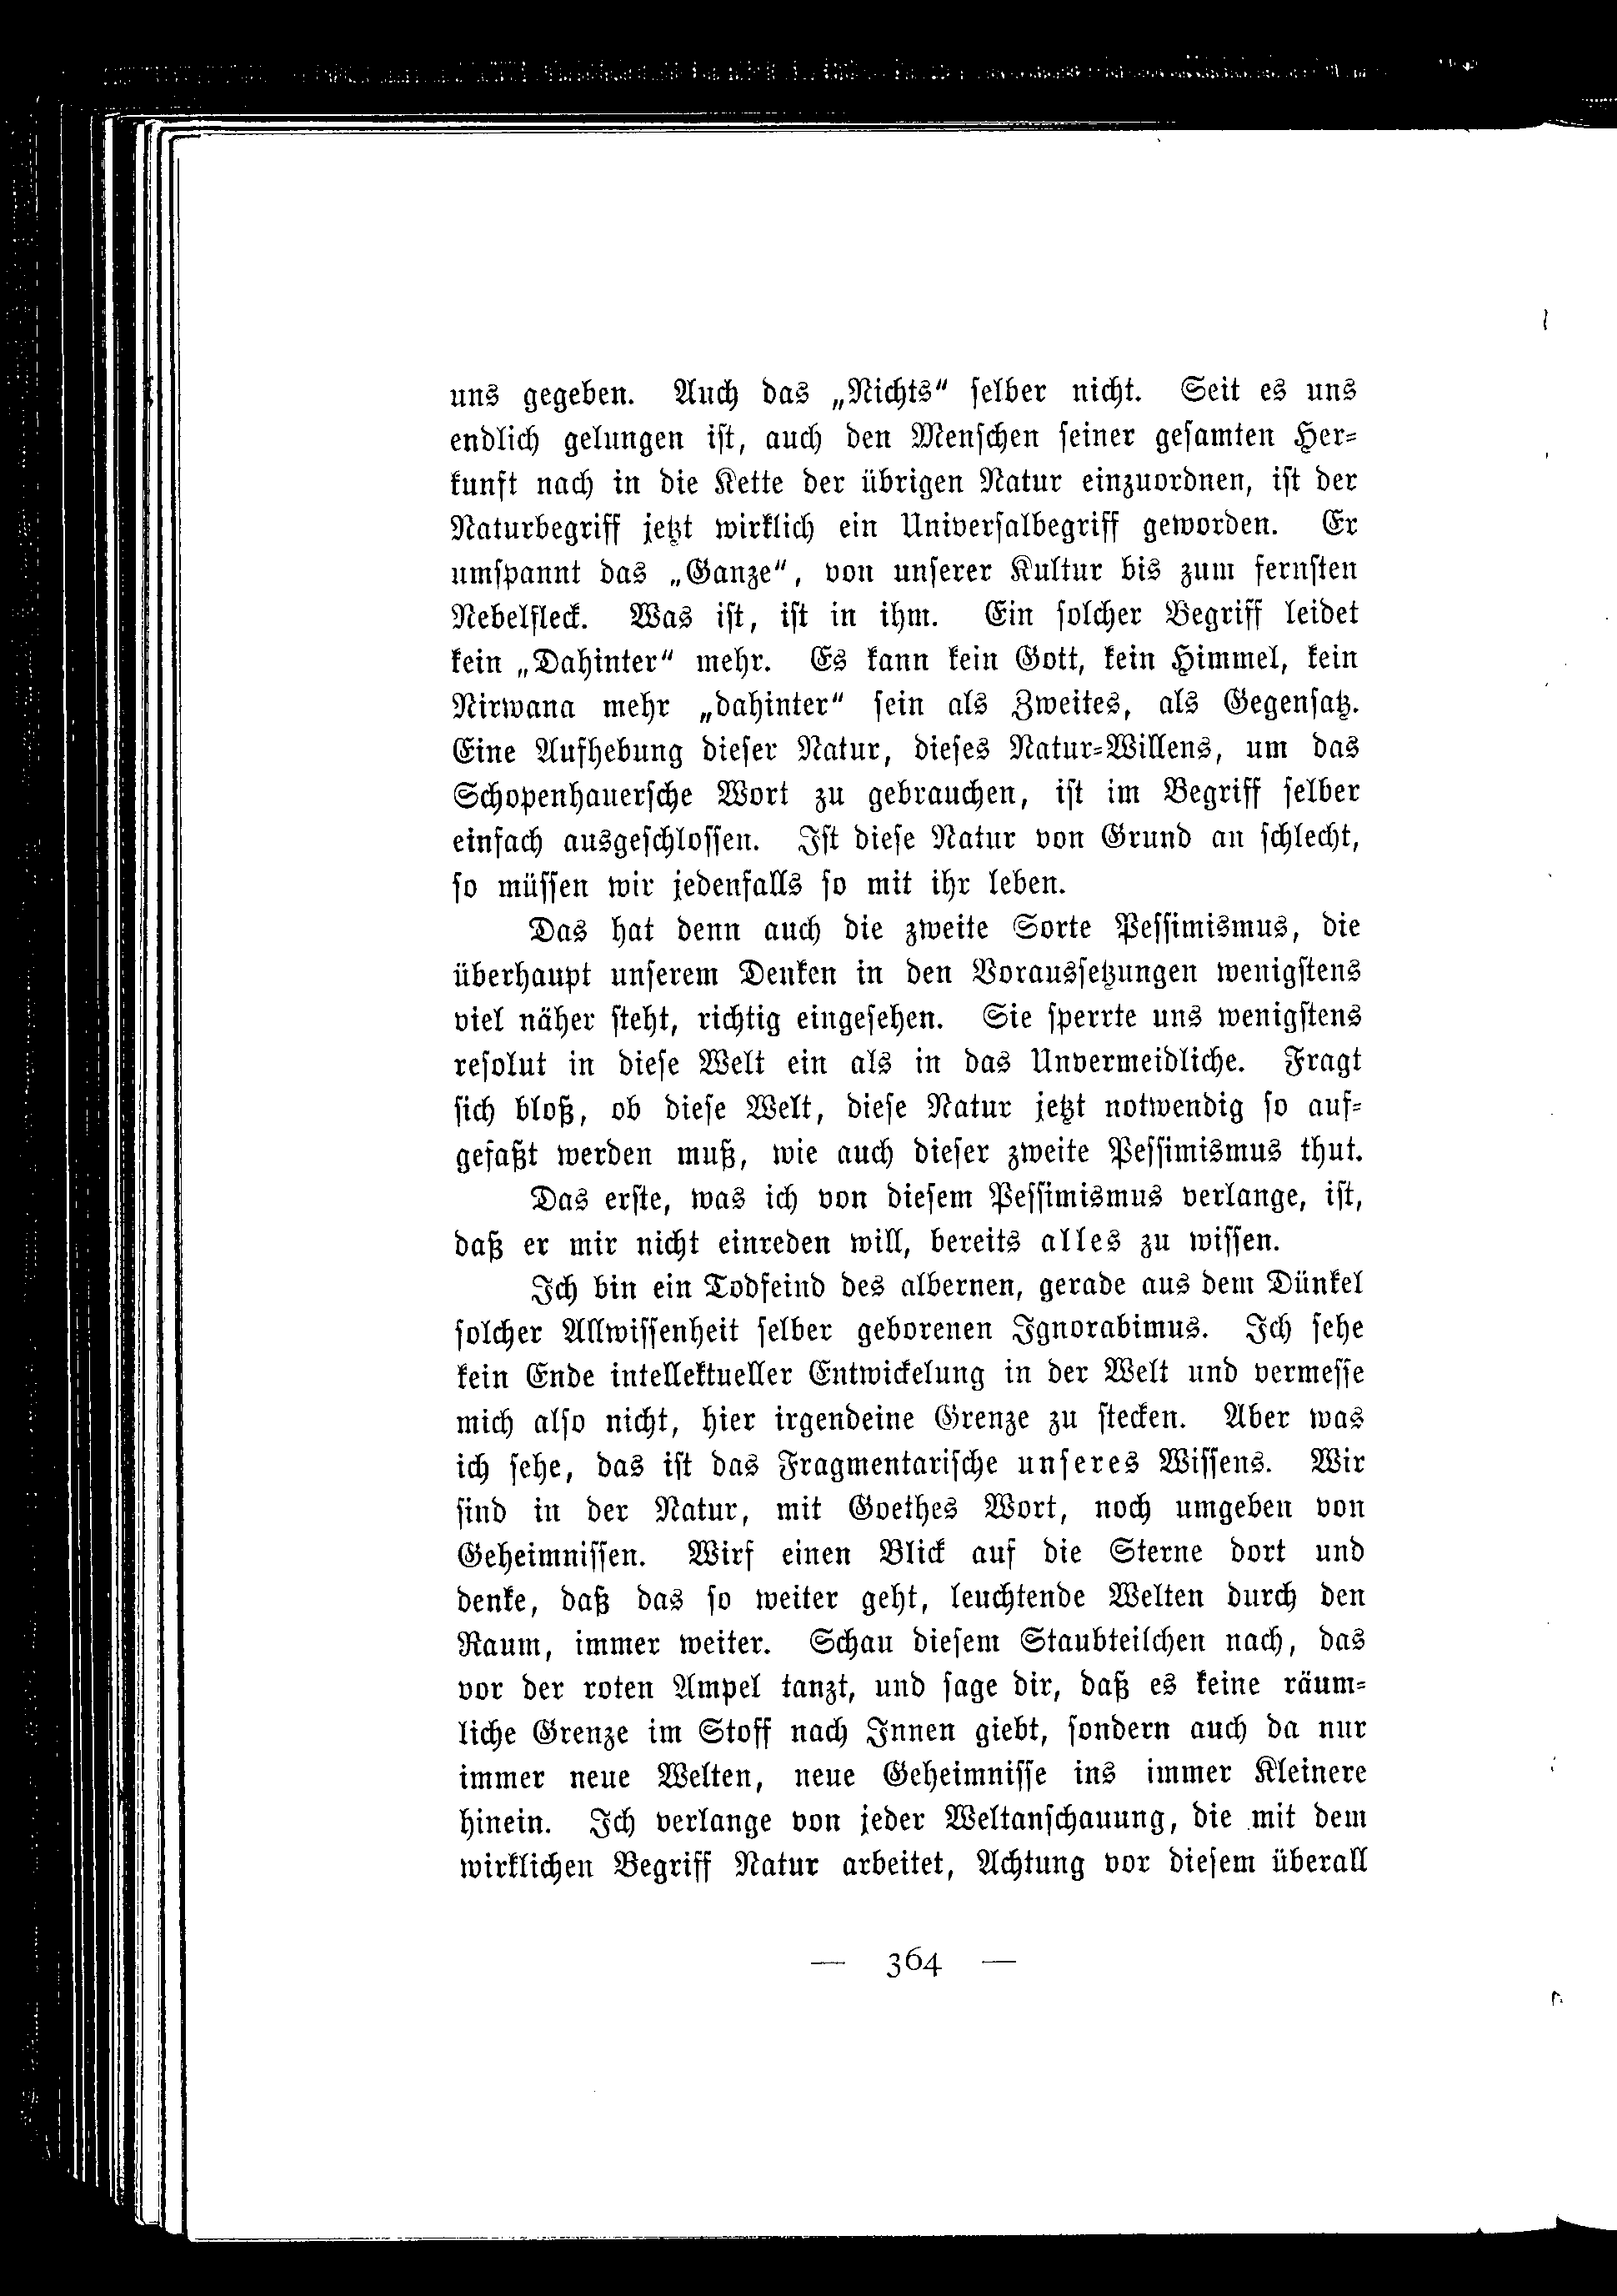 uns gegeben. Auch das „Nichts“ selber nicht. Seit es uns
endlich gelungen ist, auch den Menschen seiner gesamten Her-
kunft nach in die Kette der übrigen Natur einzuordnen, ist der
Naturbegriff jetzt wirklich ein Universalbegriff geworden. Er
umspannt das „Ganze“, von unserer Kultur bis zum fernsten
Nebelfleck. Was ist, ist in ihm. Ein solcher Begriff leidet
kein „Dahinter“ mehr. Es kann kein Gott, kein Himmel, kein
Nirwana mehr „dahinter“ sein als Zweites, als Gegensatz.
Eine Aufhebung dieser Natur, dieses Natur-Willens, um das
Schopenhauersche Wort zu gebrauchen, ist im Begriff selber
einfach ausgeschlossen. Ist diese Natur von Grund an schlecht,
so müssen wir jedenfalls so mit ihr leben.
Das hat denn auch die zweite Sorte Pessimismus, die
überhaupt unserem Denken in den Voraussetzungen wenigstens
viel näher steht, richtig eingesehen. Sie sperrte uns wenigstens
resolut in diese Welt ein als in das Unvermeidliche. Fragt
sich bloß, ob diese Welt, diese Natur jetzt notwendig so auf-
gefaßt werden muß, wie auch dieser zweite Pessimismus thut.
Das erste, was ich von diesem Pessimismus verlange, ist,
daß er mir nicht einreden will, bereits alles zu wissen.
Ich bin ein Todfeind des albernen, gerade aus dem Dünkel
solcher Allwissenheit selber geborenen Ignorabimus. Ich sehe
kein Ende intellektueller Entwickelung in der Welt und vermesse
mich also nicht, hier irgendeine Grenze zu stecken. Aber was
ich sehe, das ist das Fragmentarische unseres Wissens. Wir
sind in der Natur, mit Goethes Wort, noch umgeben von
Geheimnissen. Wirf einen Blick auf die Sterne dort und
denke, daß das so weiter geht, leuchtende Welten durch den
Raum, immer weiter. Schau diesem Staubteilchen nach, das
vor der roten Ampel tanzt, und sage dir, daß es keine räum-
liche Grenze im Stoff nach Innen giebt, sondern auch da nur
immer neue Welten, neue Geheimnisse ins immer Kleinere
hinein. Ich verlange von jeder Weltanschauung, die mit dem
wirklichen Begriff Natur arbeitet, Achtung vor diesem überall
— 364 —